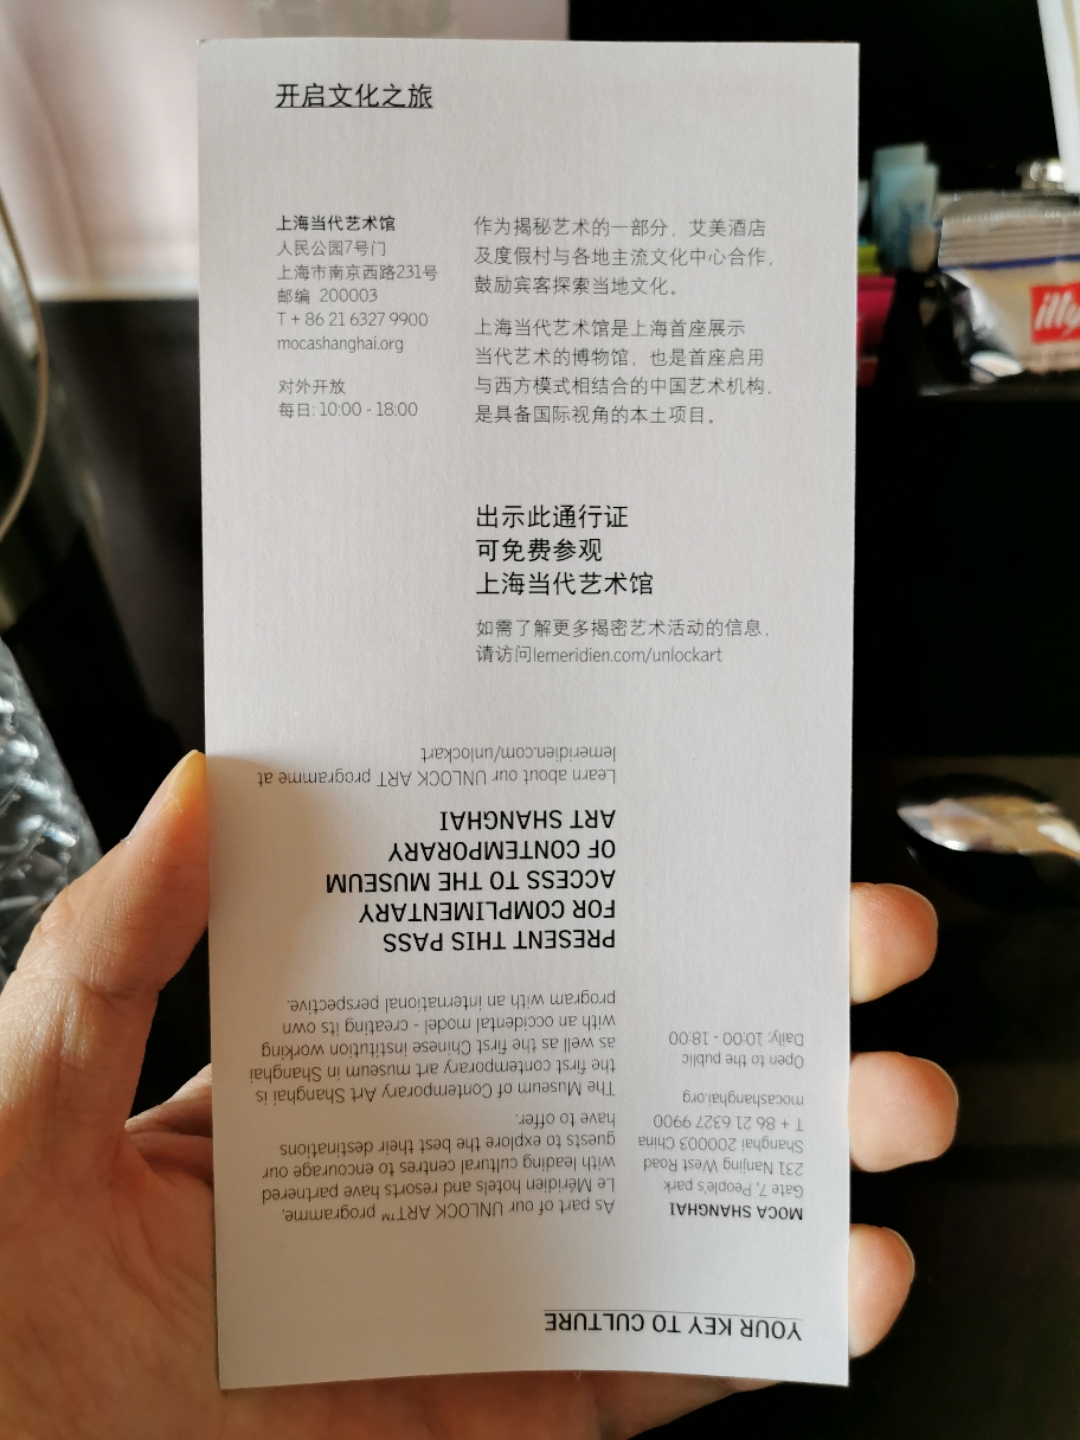 开启文化之旅
上海当代艺术馆
人民公园7号门
上海市南京西路231号
邮编 200003
T + 86 21 6327 9900
mocashanghai.org
对外开放
每日: 10:00 - 18:00
作为揭秘艺术的一部分，艾美酒店
及度假村与各地主流文化中心合作，
鼓励宾客探索当地文化。
上海当代艺术馆是上海首座展示
当代艺术的博物馆，也是首座启用
与西方模式相结合的中国艺术机构，
是具备国际视角的本土项目。
出示此通行证
可免费参观
上海当代艺术馆
如需了解更多揭密艺术活动的信息，
请访问lemeridien.com/unlockart
YOUR KEY TO CULTURE
MOCA SHANGHAI
Gate 7, People's park
231 Nanjing West Road
Shanghai 200003 China
T + 86 21 6327 9900
mocashanghai.org
Open to the public
Daily: 10:00 - 18:00
As part of our UNLOCK ART™ programme,
Le Méridien hotels and resorts have partnered
with leading cultural centres to encourage our
guests to explore the best their destinations
have to offer.
The Museum of Contemporary Art Shanghai is
the first contemporary art museum in Shanghai
as well as the first Chinese institution working
with an occidental model - creating its own
program with an international perspective.
PRESENT THIS PASS
FOR COMPLIMENTARY
ACCESS TO THE MUSEUM
OF CONTEMPORARY
ART SHANGHAI
Learn about our UNLOCK ART programme at
lemeridien.com/unlockart
illy